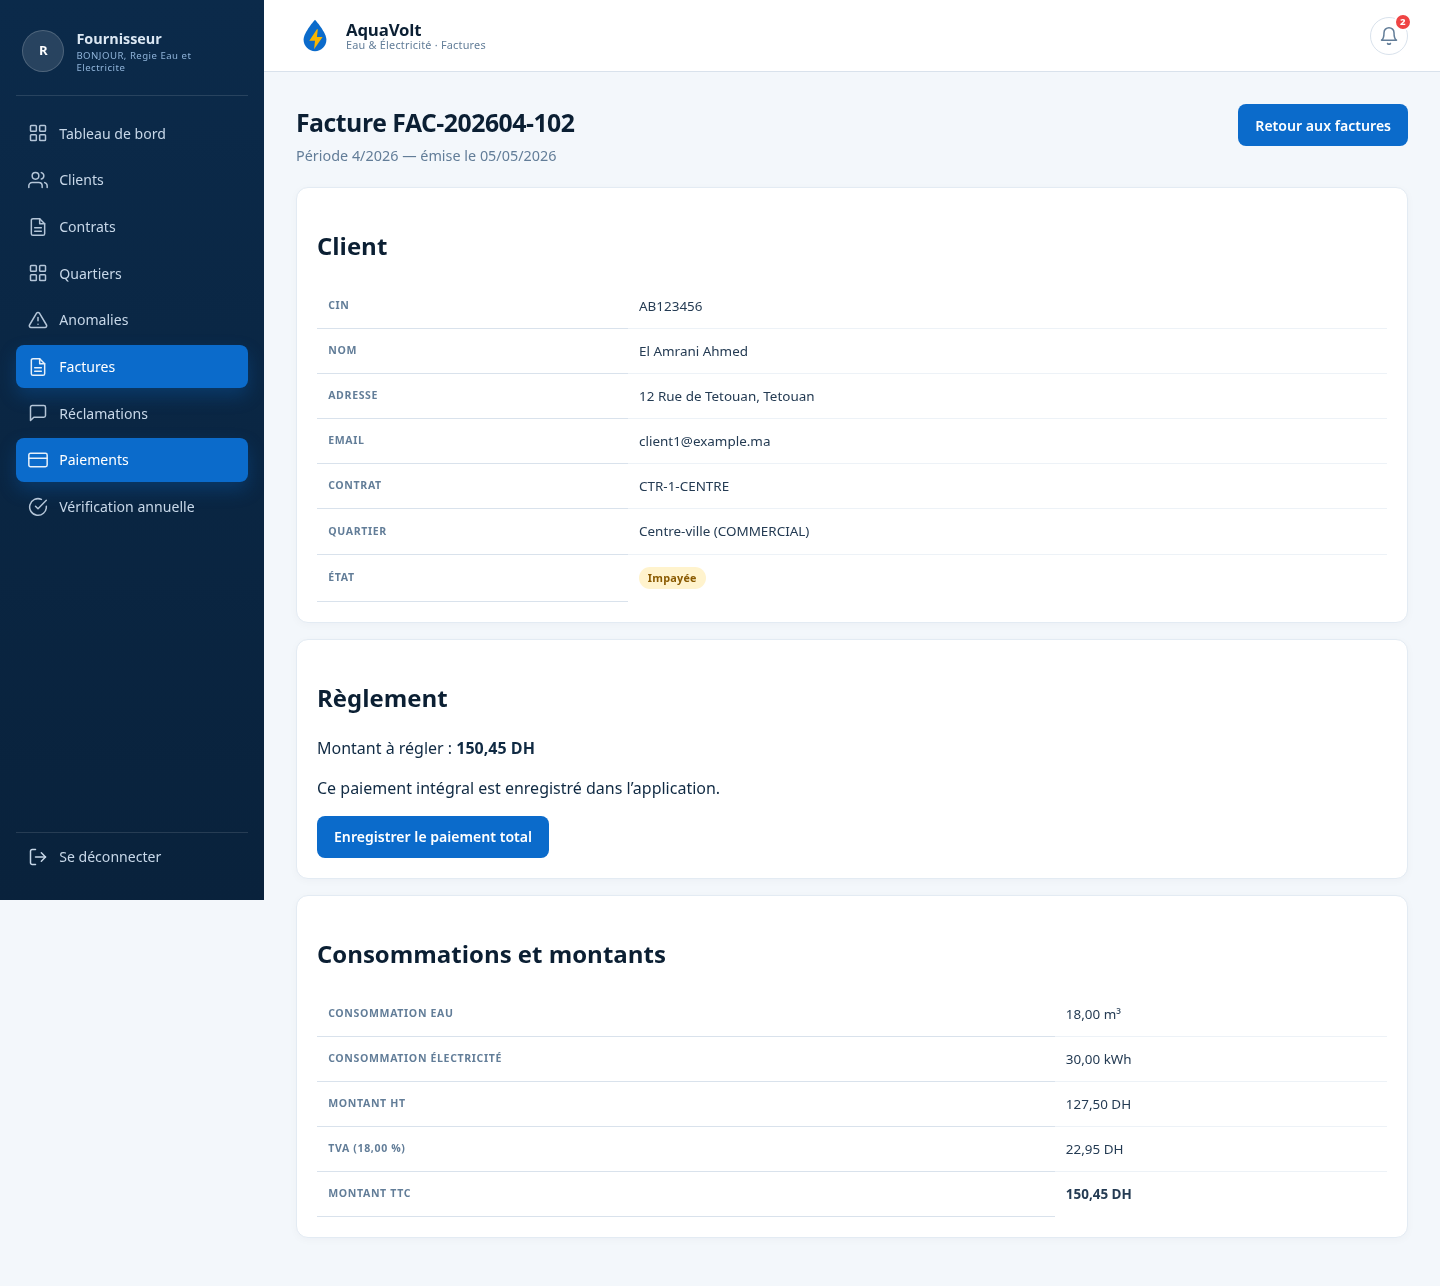 R
Fournisseur
BONJOUR, Regie Eau et
Electricite
Tableau de bord
Clients
Contrats
Quartiers
Anomalies
Factures
Réclamations
Paiements
Vérification annuelle
Se déconnecter
AquaVolt
Eau & Électricité · Factures
2
Facture FAC-202604-102
Période 4/2026 — émise le 05/05/2026
Retour aux factures
Client
CIN AB123456
NOM El Amrani Ahmed
ADRESSE 12 Rue de Tetouan, Tetouan
EMAIL client1@example.ma
CONTRAT CTR-1-CENTRE
QUARTIER Centre-ville (COMMERCIAL)
ÉTAT Impayée
Règlement
Montant à régler : 150,45 DH
Ce paiement intégral est enregistré dans l’application.
Enregistrer le paiement total
Consommations et montants
CONSOMMATION EAU 18,00 m³
CONSOMMATION ÉLECTRICITÉ 30,00 kWh
MONTANT HT 127,50 DH
TVA (18,00 %) 22,95 DH
MONTANT TTC 150,45 DH